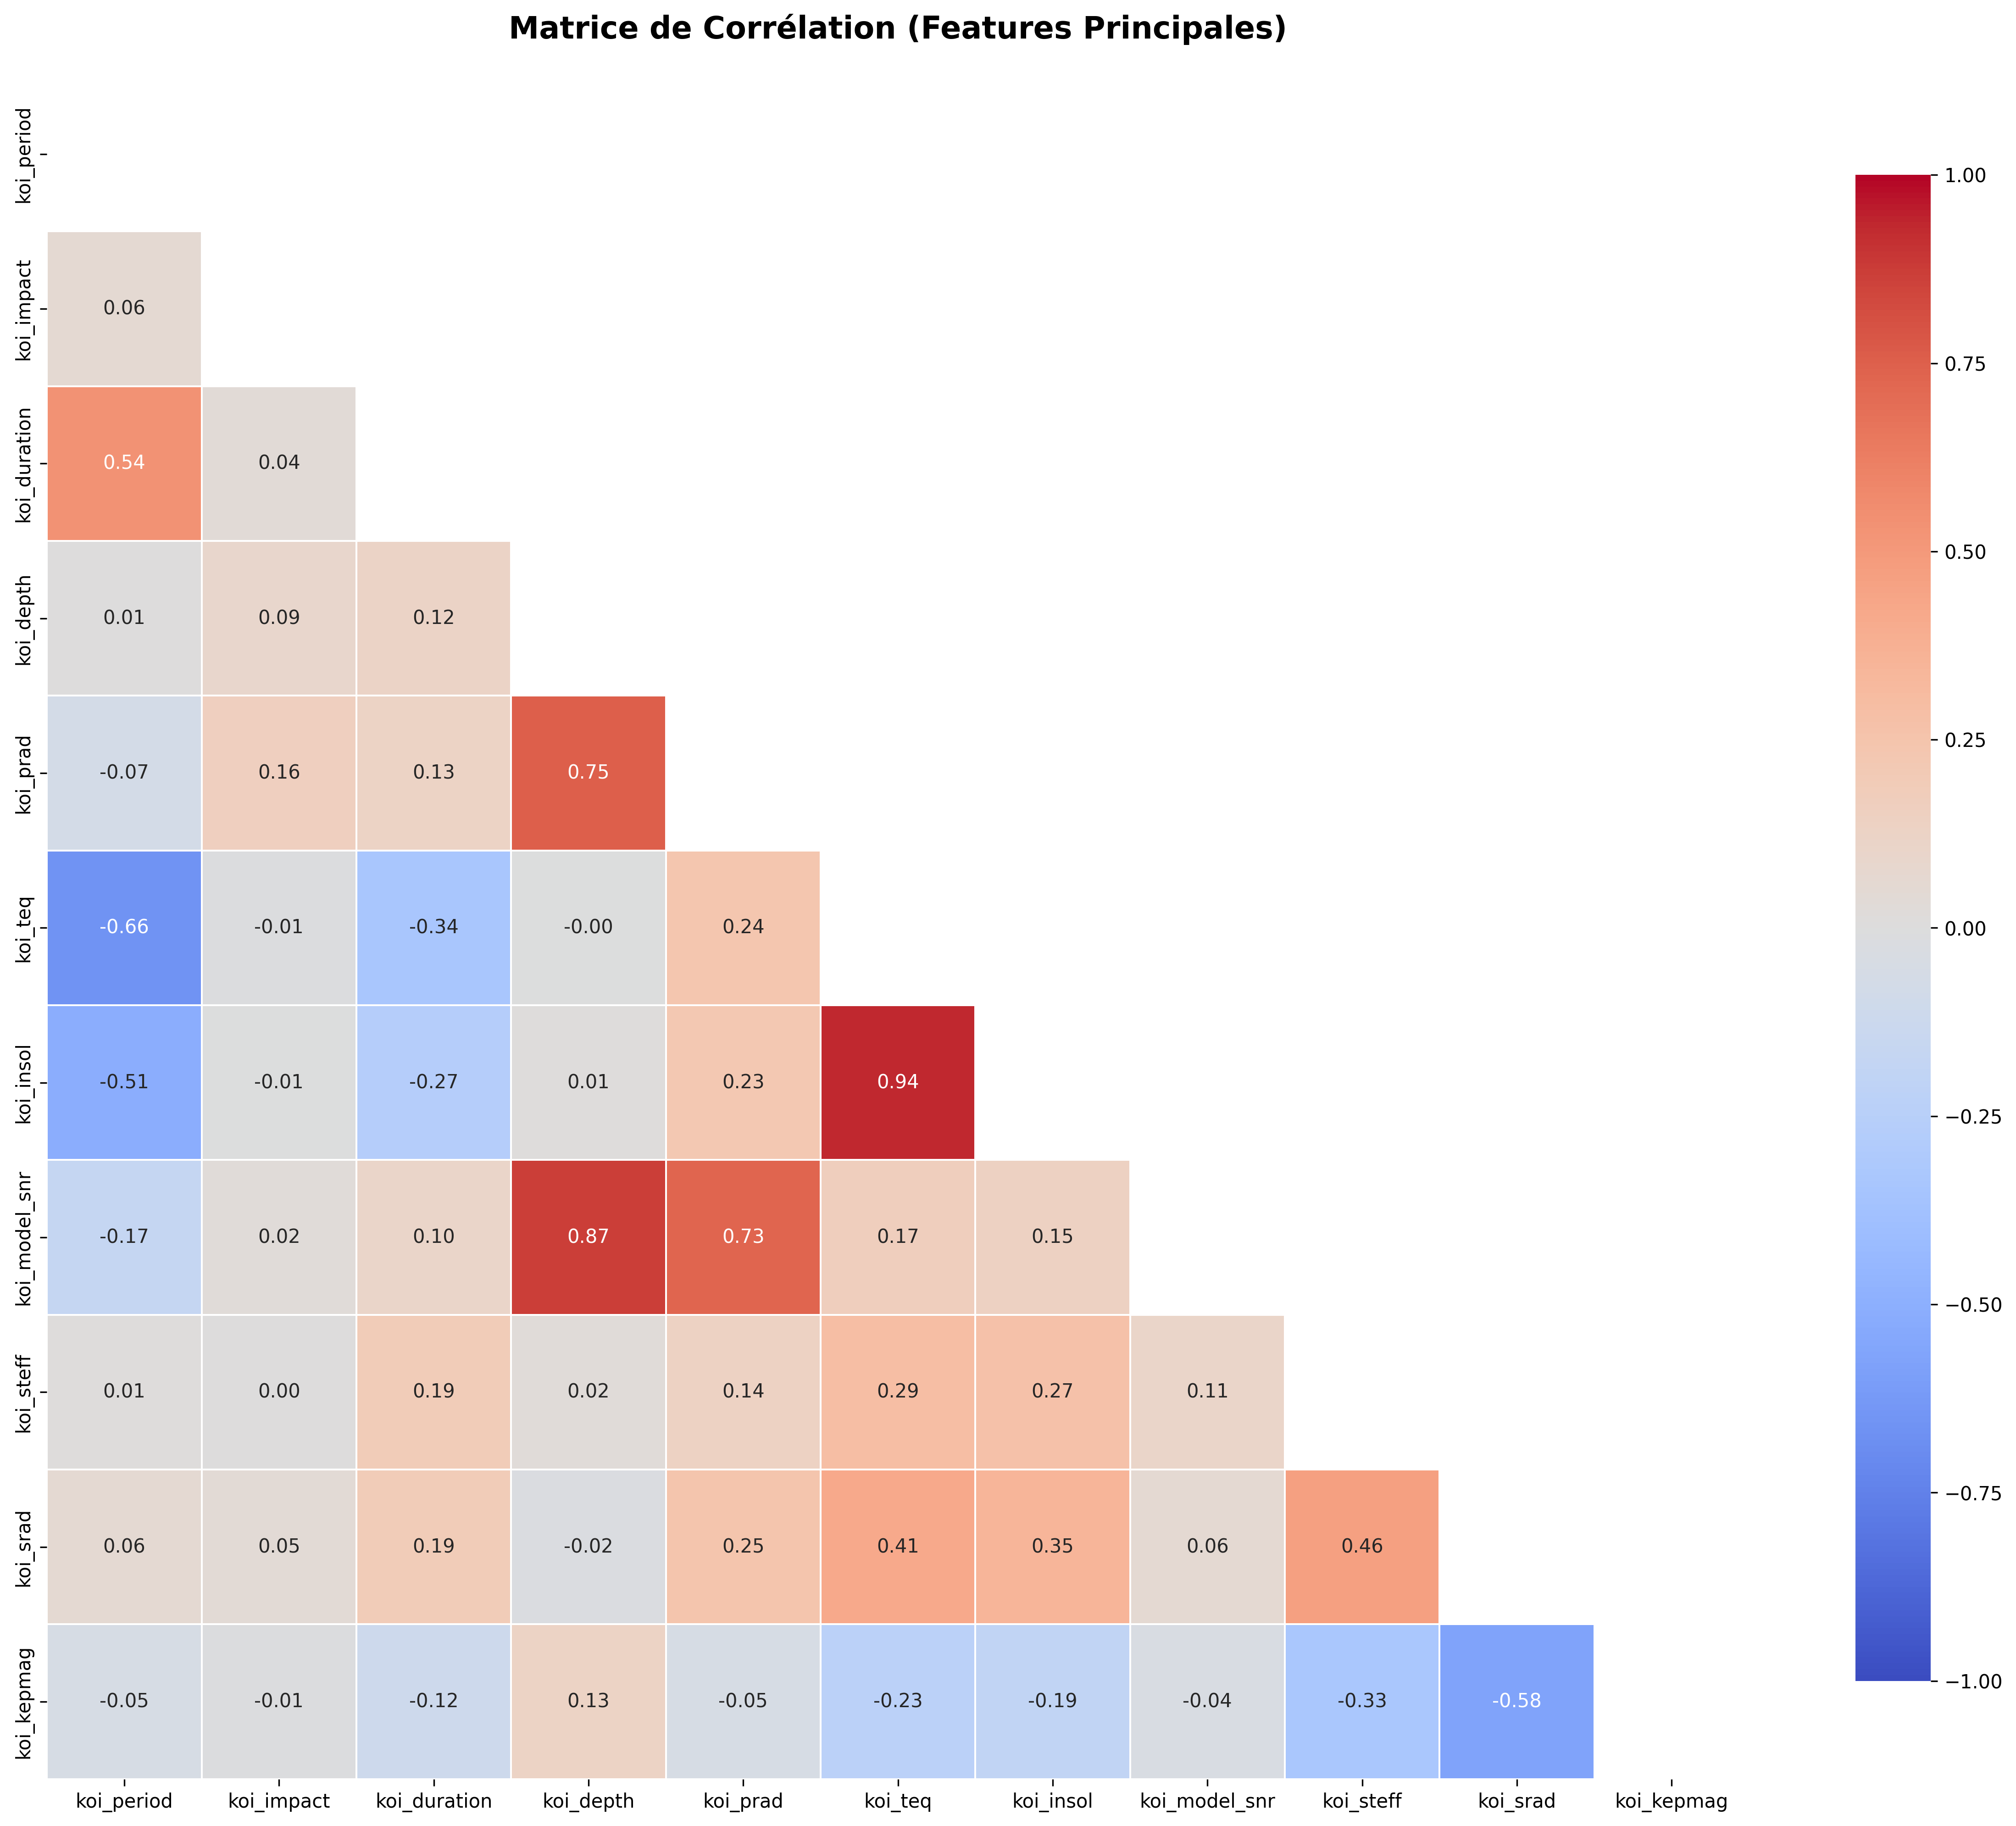 Matrice de Corrélation (Features Principales)
koi_period
koi_impact
0.06
koi_duration
0.54 0.04
koi_depth
0.01 0.09 0.12
koi_prad
-0.07 0.16 0.13 0.75
koi_teq
-0.66 -0.01 -0.34 -0.00 0.24
koi_insol
-0.51 -0.01 -0.27 0.01 0.23 0.94
koi_model_snr
-0.17 0.02 0.10 0.87 0.73 0.17 0.15
koi_steff
0.01 0.00 0.19 0.02 0.14 0.29 0.27 0.11
koi_srad
0.06 0.05 0.19 -0.02 0.25 0.41 0.35 0.06 0.46
koi_kepmag
-0.05 -0.01 -0.12 0.13 -0.05 -0.23 -0.19 -0.04 -0.33 -0.58
koi_period koi_impact koi_duration koi_depth koi_prad koi_teq koi_insol koi_model_snr koi_steff koi_srad koi_kepmag
1.00
0.75
0.50
0.25
0.00
−0.25
−0.50
−0.75
−1.00